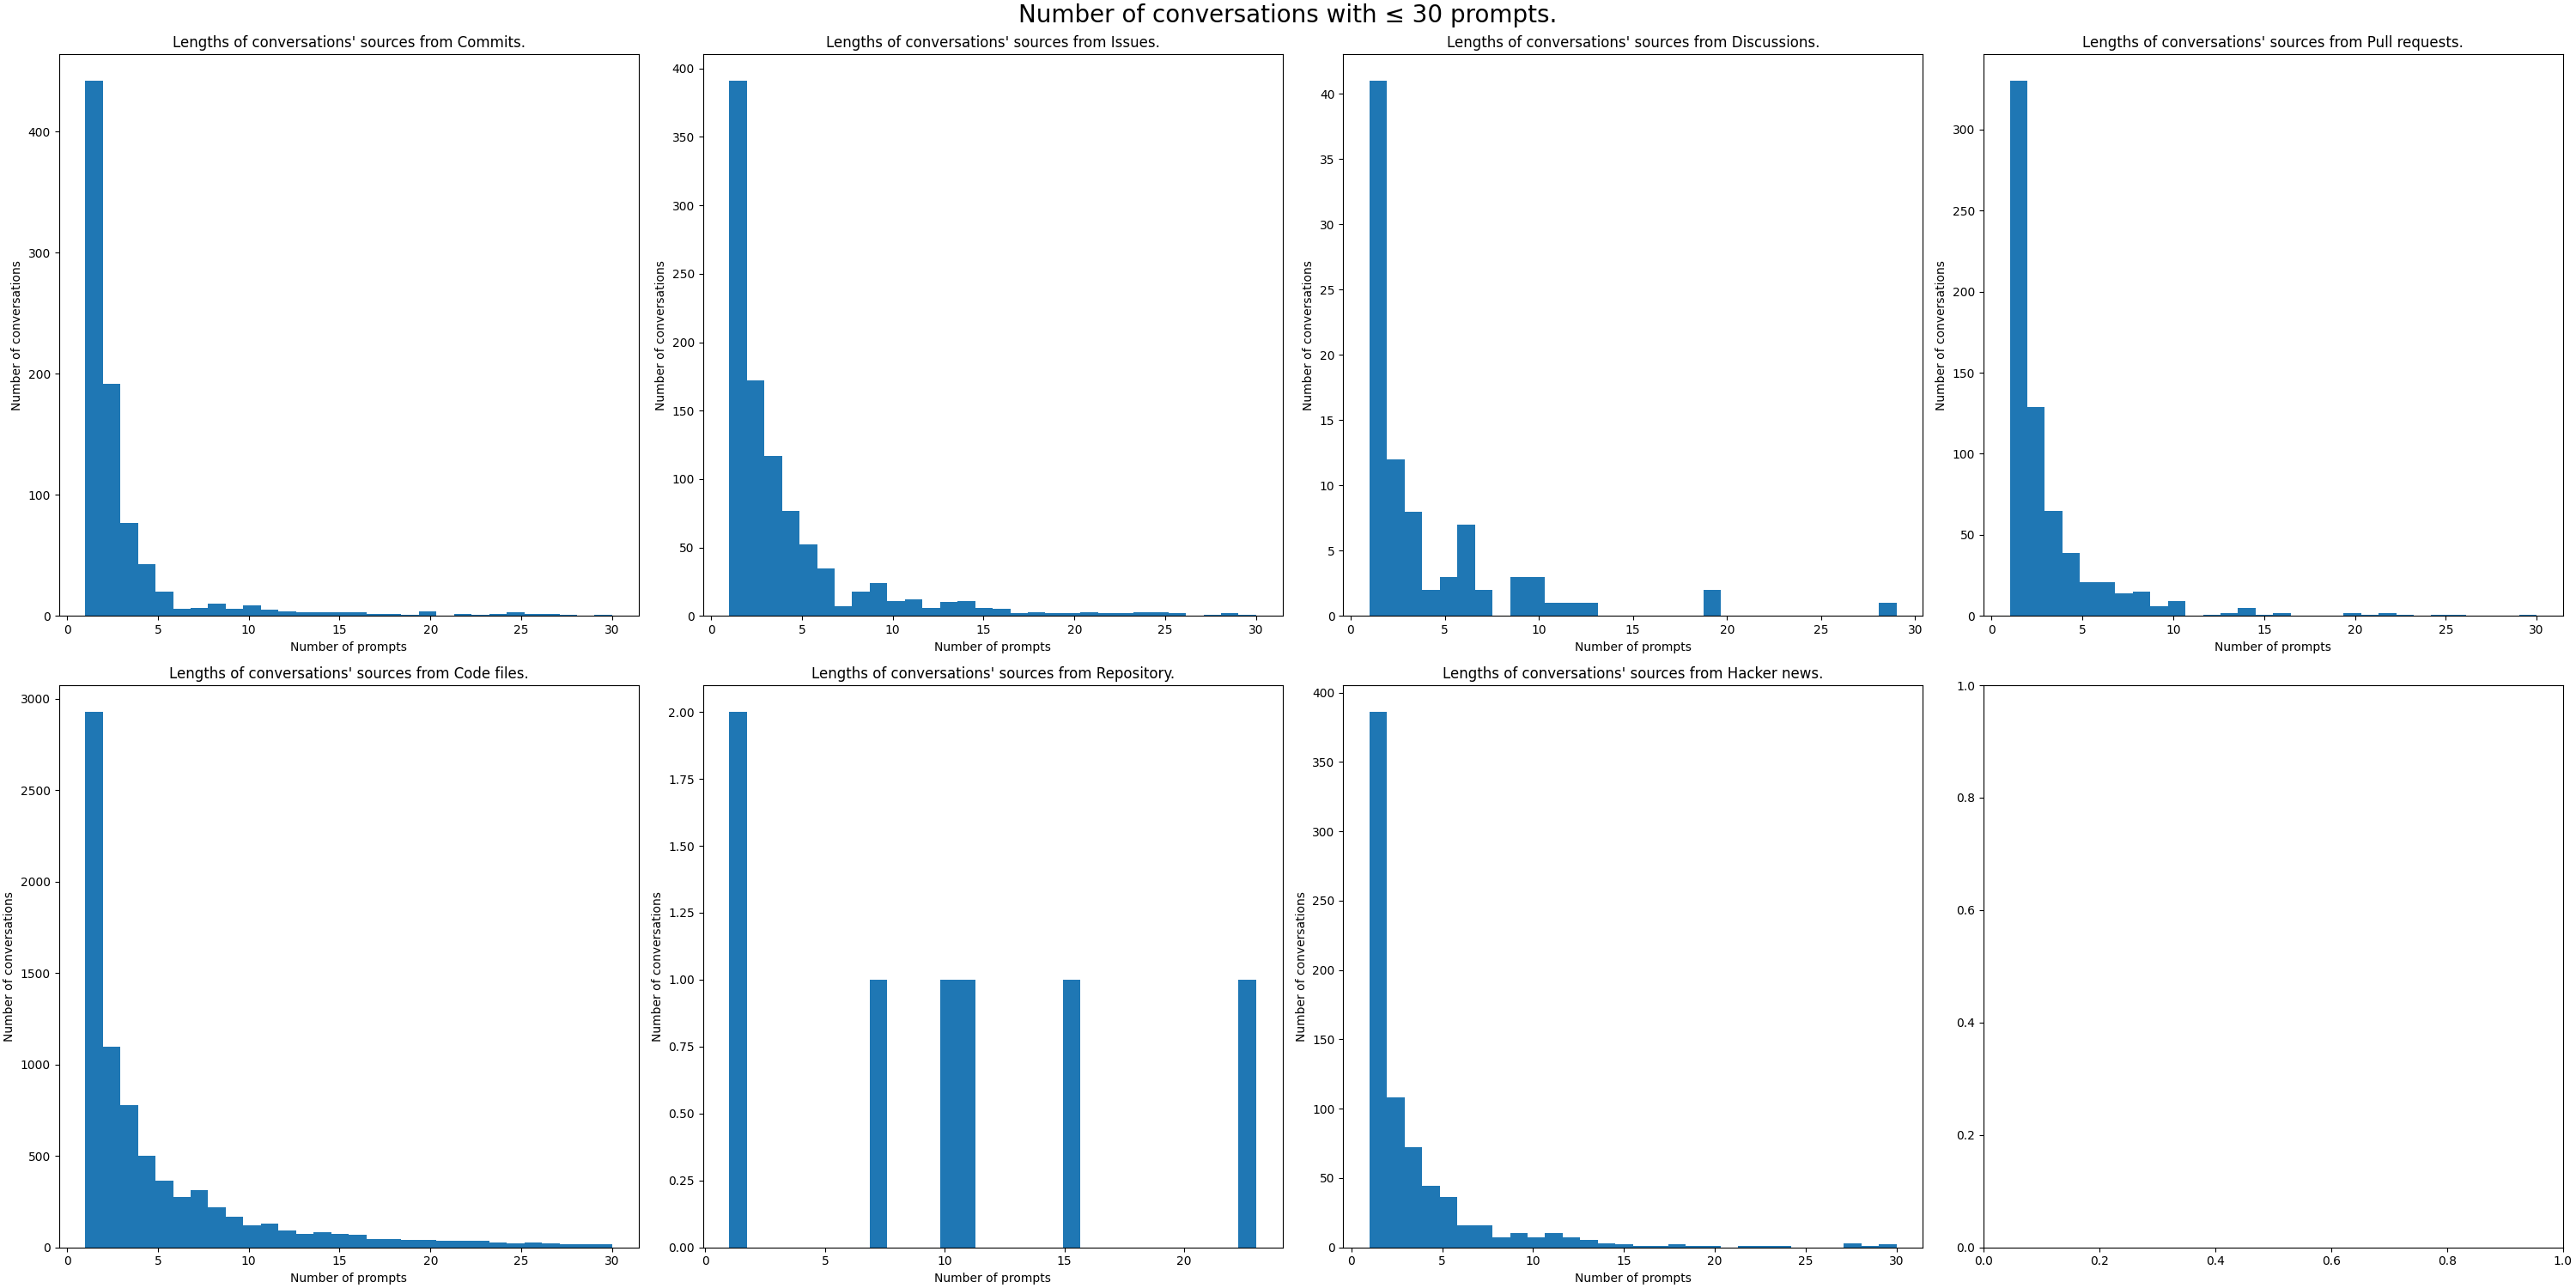 Number of conversations with ≤ 30 prompts.
Lengths of conversations' sources from Commits.
Number of conversations
400
300
200
100
0
0 5 10 15 20 25 30
Number of prompts
Lengths of conversations' sources from Issues.
Number of conversations
400
350
300
250
200
150
100
50
0
0 5 10 15 20 25 30
Number of prompts
Lengths of conversations' sources from Discussions.
Number of conversations
40
35
30
25
20
15
10
5
0
0 5 10 15 20 25 30
Number of prompts
Lengths of conversations' sources from Pull requests.
Number of conversations
300
250
200
150
100
50
0
0 5 10 15 20 25 30
Number of prompts
Lengths of conversations' sources from Code files.
Number of conversations
3000
2500
2000
1500
1000
500
0
0 5 10 15 20 25 30
Number of prompts
Lengths of conversations' sources from Repository.
Number of conversations
2.00
1.75
1.50
1.25
1.00
0.75
0.50
0.25
0.00
0 5 10 15 20
Number of prompts
Lengths of conversations' sources from Hacker news.
Number of conversations
400
350
300
250
200
150
100
50
0
0 5 10 15 20 25 30
Number of prompts
1.0
0.8
0.6
0.4
0.2
0.0
0.0 0.2 0.4 0.6 0.8 1.0